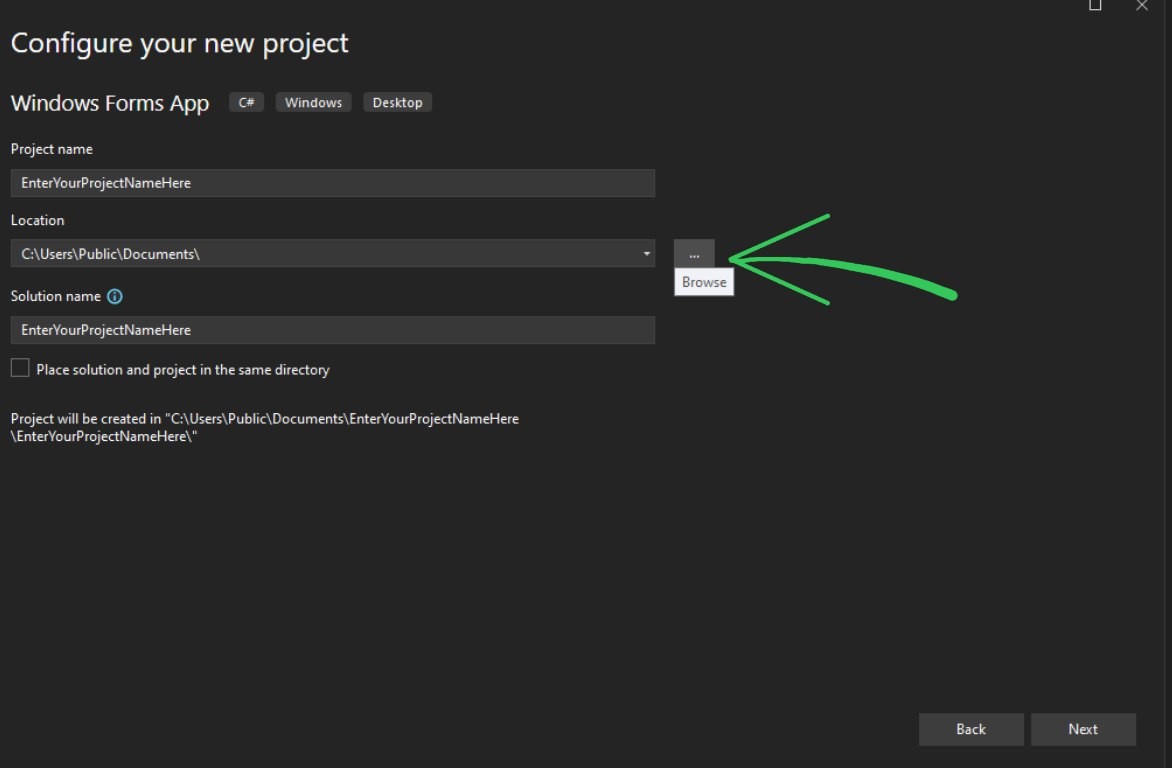 Configure your new project
Windows Forms App C# Windows Desktop
Project name
EnterYourProjectNameHere
Location
C:\Users\Public\Documents\ ...
Browse
Solution name
EnterYourProjectNameHere
Place solution and project in the same directory
Project will be created in "C:\Users\Public\Documents\EnterYourProjectNameHere
\EnterYourProjectNameHere\"
Back Next